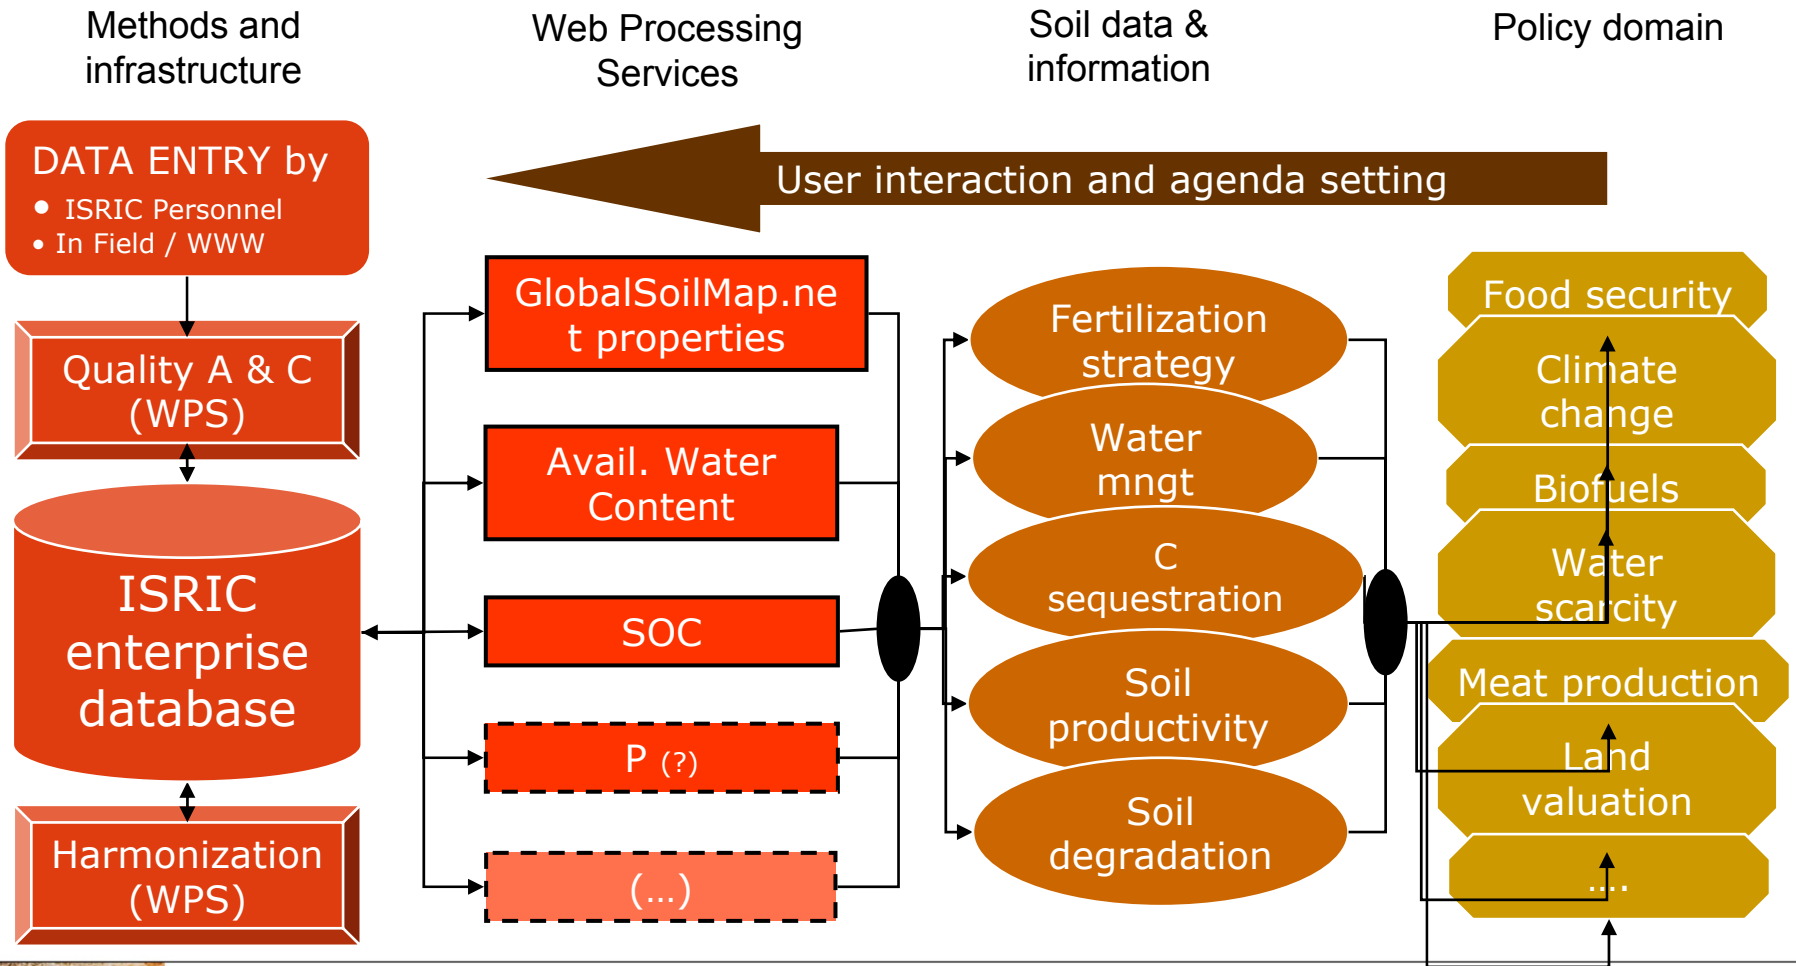 Methods and
infrastructure
Web Processing
Services
Soil data &
information
Policy domain
DATA ENTRY by
• ISRIC Personnel
• In Field / WWW
User interaction and agenda setting
Quality A & C
(WPS)
ISRIC
enterprise
database
Harmonization
(WPS)
GlobalSoilMap.ne
t properties
Avail. Water
Content
SOC
P (?)
(...)
Fertilization
strategy
Water
mngt
C
sequestration
Soil
productivity
Soil
degradation
Food security
Climate
change
Biofuels
Water
scarcity
Meat production
Land
valuation
....